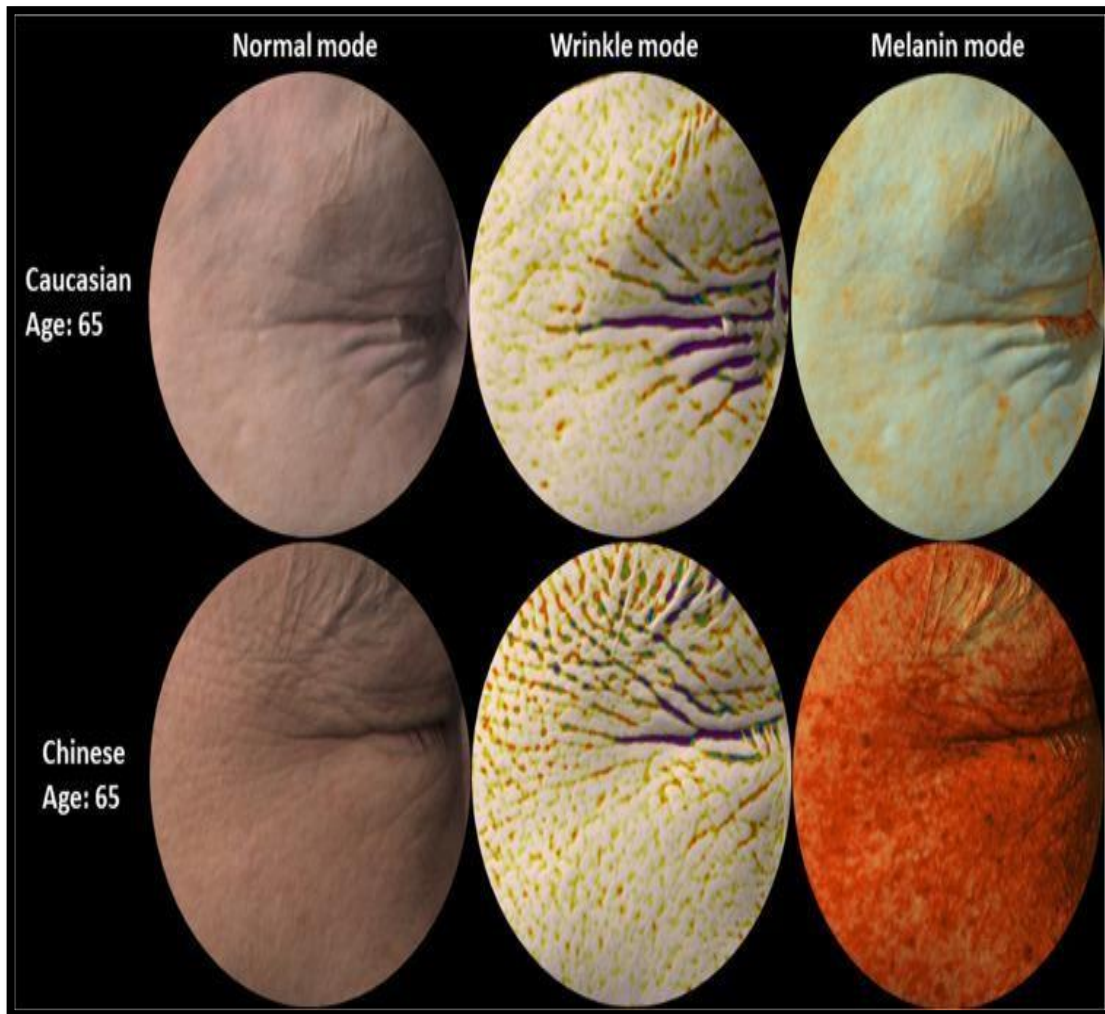 Normal mode
Wrinkle mode
Melanin mode
Caucasian
Age: 65
Chinese
Age: 65